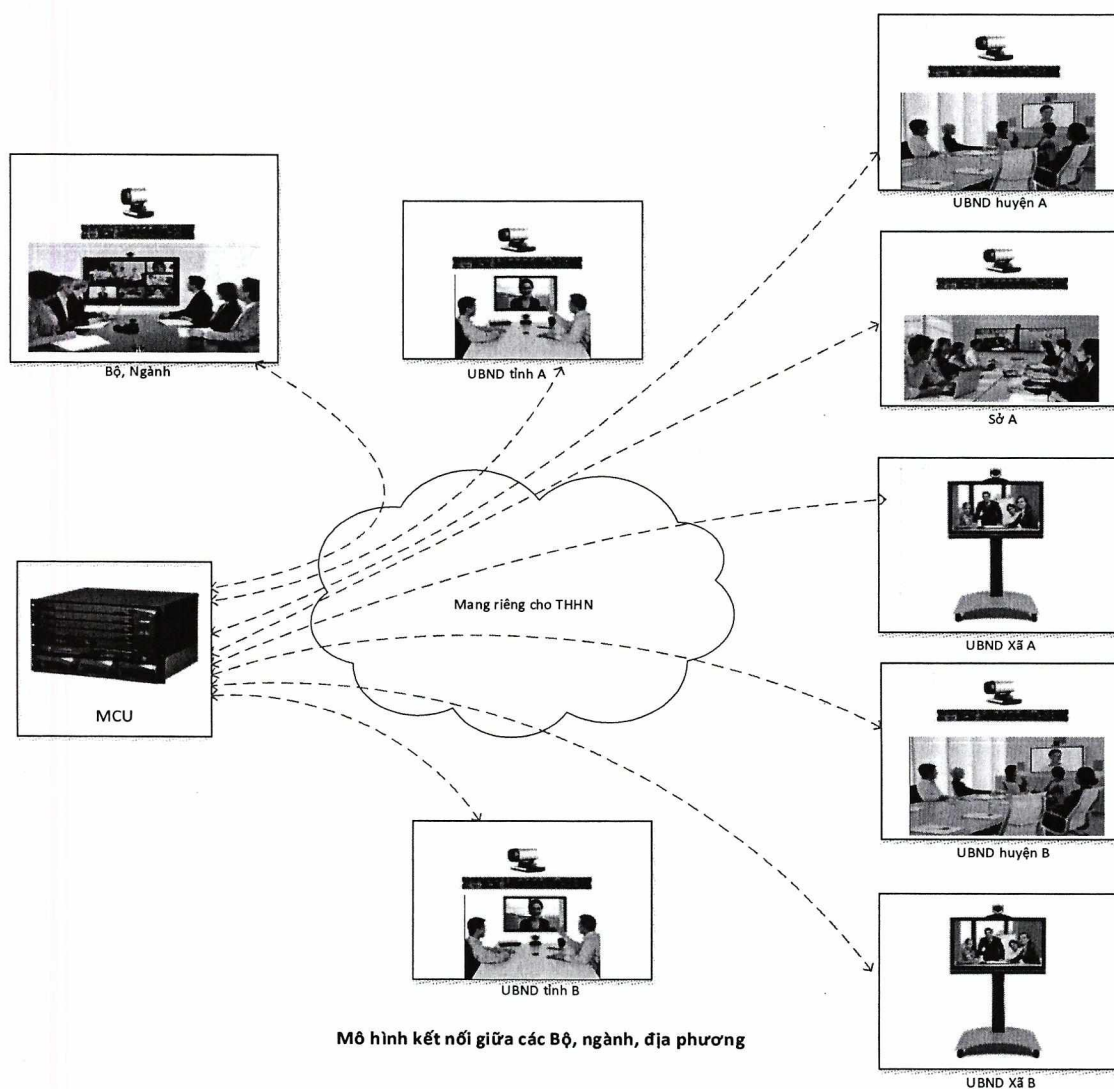 UBND huyện A
Bộ, Ngành
UBND tỉnh A
Sở A
Mang riêng cho THHN
UBND Xã A
MCU
UBND huyện B
UBND tỉnh B
Mô hình kết nối giữa các Bộ, ngành, địa phương
UBND Xã B